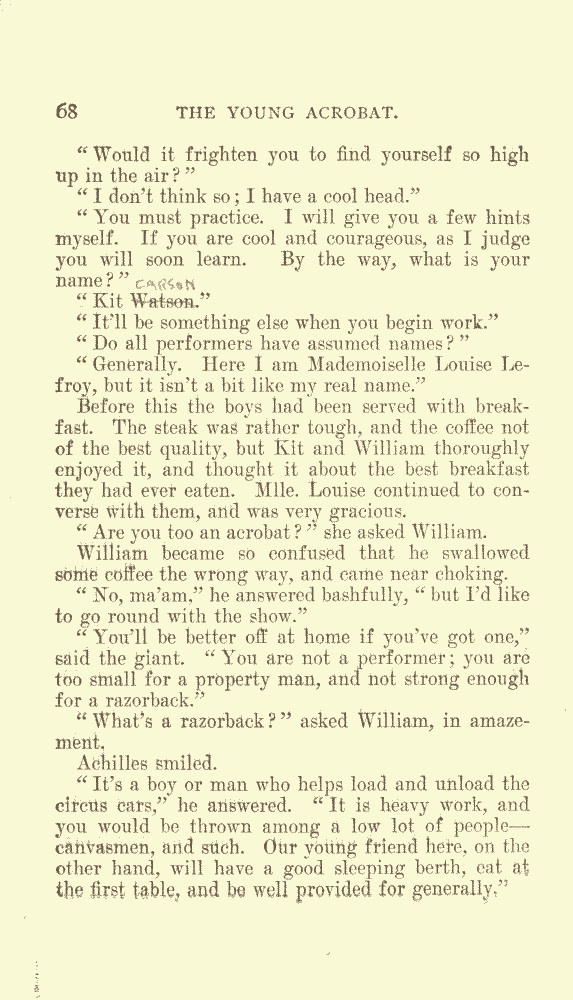 68 THE YOUNG ACROBAT.
“Would it frighten you to find yourself so high
up in the air?”
“I don’t think so; I have a cool head.”
“You must practice. I will give you a few hints
myself. If you are cool and courageous, as I judge
you will soon learn. By the way, what is your
name?” CARSON
“Kit Watson.”
“It’ll be something else when you begin work.”
“Do all performers have assumed names?”
“Generally. Here I am Mademoiselle Louise Le-
froy, but it isn’t a bit like my real name.”
Before this the boys had been served with break-
fast. The steak was rather tough, and the coffee not
of the best quality, but Kit and William thoroughly
enjoyed it, and thought it about the best breakfast
they had ever eaten. Mlle. Louise continued to con-
verse with them, and was very gracious.
“Are you too an acrobat?” she asked William.
William became so confused that he swallowed
some coffee the wrong way, and came near choking.
“No, ma’am,” he answered bashfully, “but I’d like
to go round with the show.”
“You’ll be better off at home if you’ve got one,”
said the giant. “You are not a performer; you are
too small for a property man, and not strong enough
for a razorback.”
“What’s a razorback?” asked William, in amaze-
ment.
Achilles smiled.
“It’s a boy or man who helps load and unload the
circus cars,” he answered. “It is heavy work, and
you would be thrown among a low lot of people—
canvasmen, and such. Our young friend here, on the
other hand, will have a good sleeping berth, eat at
the first table, and be well provided for generally.”